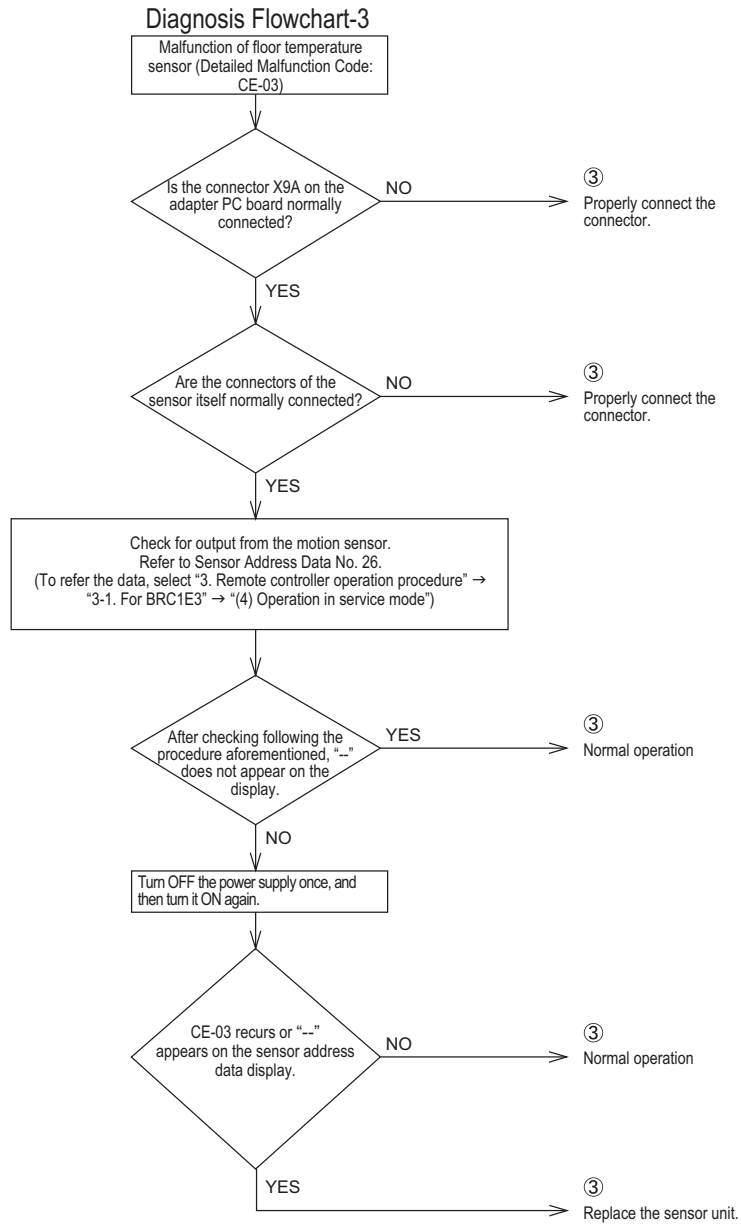 Diagnosis Flowchart-3
Malfunction of floor temperature
sensor (Detailed Malfunction Code:
CE-03)
Is the connector X9A on the
adapter PC board normally
connected?
NO
③
Properly connect the
connector.
YES
Are the connectors of the
sensor itself normally connected?
NO
③
Properly connect the
connector.
YES
Check for output from the motion sensor.
Refer to Sensor Address Data No. 26.
(To refer the data, select “3. Remote controller operation procedure” →
“3-1. For BRC1E3” → “(4) Operation in service mode”)
After checking following the
procedure aforementioned, “--”
does not appear on the
display.
YES
③
Normal operation
NO
Turn OFF the power supply once, and
then turn it ON again.
CE-03 recurs or “--”
appears on the sensor address
data display.
NO
③
Normal operation
YES
③
Replace the sensor unit.